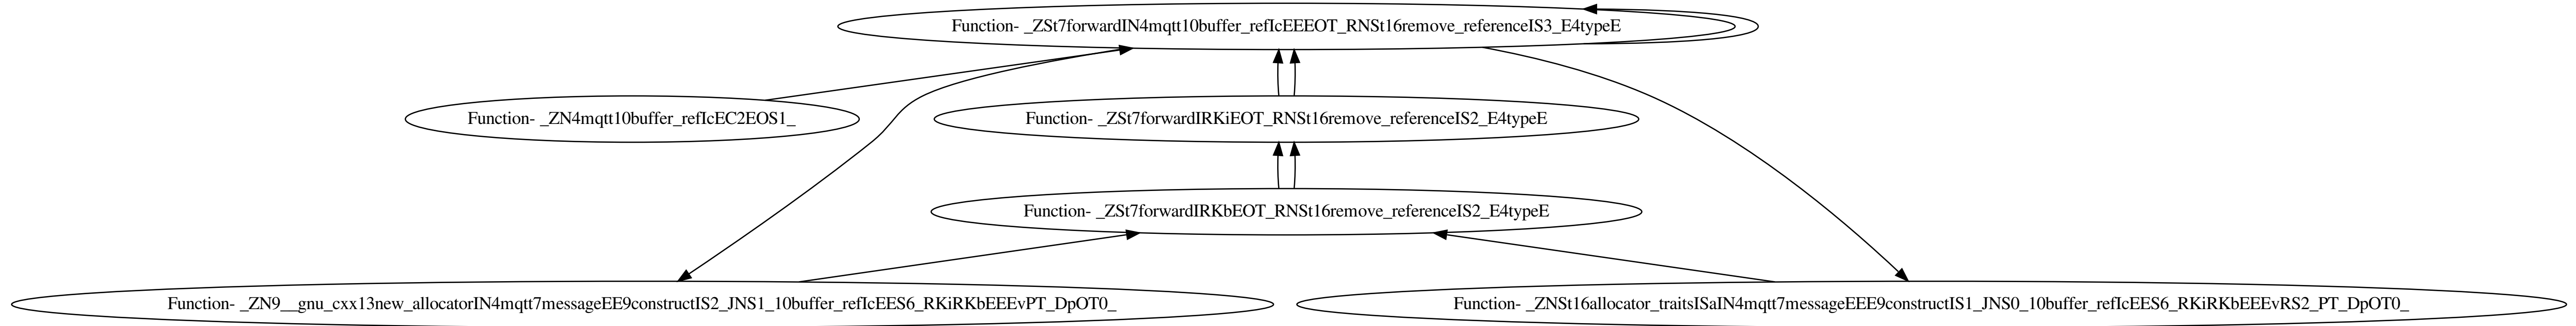 Function- _ZSt7forwardIN4mqtt10buffer_refIcEEEOT_RNSt16remove_referenceIS3_E4typeE
Function- _ZN4mqtt10buffer_refIcEC2EOS1_
Function- _ZSt7forwardIRKiEOT_RNSt16remove_referenceIS2_E4typeE
Function- _ZSt7forwardIRKbEOT_RNSt16remove_referenceIS2_E4typeE
Function- _ZN9__gnu_cxx13new_allocatorIN4mqtt7messageEE9constructIS2_JNS1_10buffer_refIcEES6_RKiRKbEEEvPT_DpOT0_
Function- _ZNSt16allocator_traitsISaIN4mqtt7messageEEE9constructIS1_JNS0_10buffer_refIcEES6_RKiRKbEEEvRS2_PT_DpOT0_